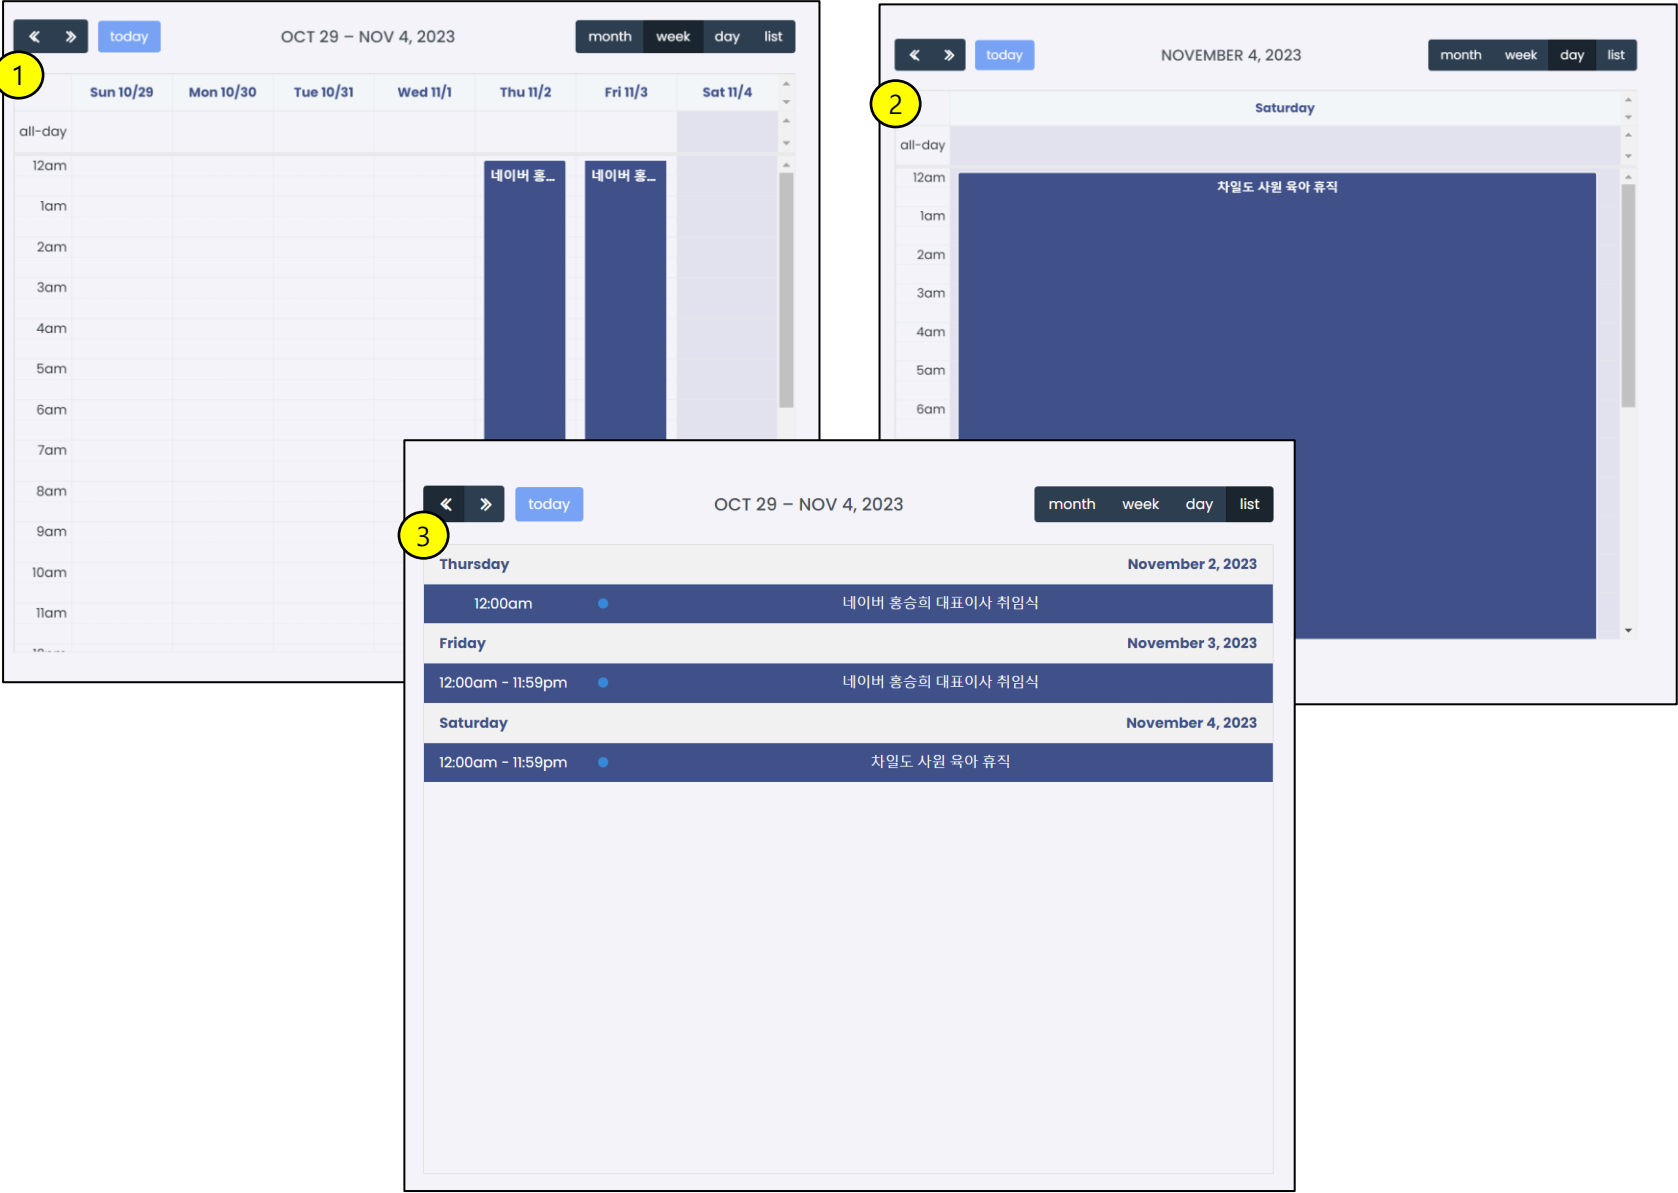 today
OCT 29 – NOV 4, 2023
month week day list
1
Sun 10/29 Mon 10/30 Tue 10/31 Wed 11/1 Thu 11/2 Fri 11/3 Sat 11/4
all-day
12am
네이버 홍... 네이버 홍...
1am
2am
3am
4am
5am
6am
7am
8am
9am
10am
11am
today
NOVEMBER 4, 2023
month week day list
2
Saturday
all-day
12am
차일도 사원 육아 휴직
1am
2am
3am
4am
5am
6am
today
OCT 29 – NOV 4, 2023
month week day list
3
Thursday November 2, 2023
12:00am 네이버 홍승희 대표이사 취임식
Friday November 3, 2023
12:00am - 11:59pm 네이버 홍승희 대표이사 취임식
Saturday November 4, 2023
12:00am - 11:59pm 차일도 사원 육아 휴직